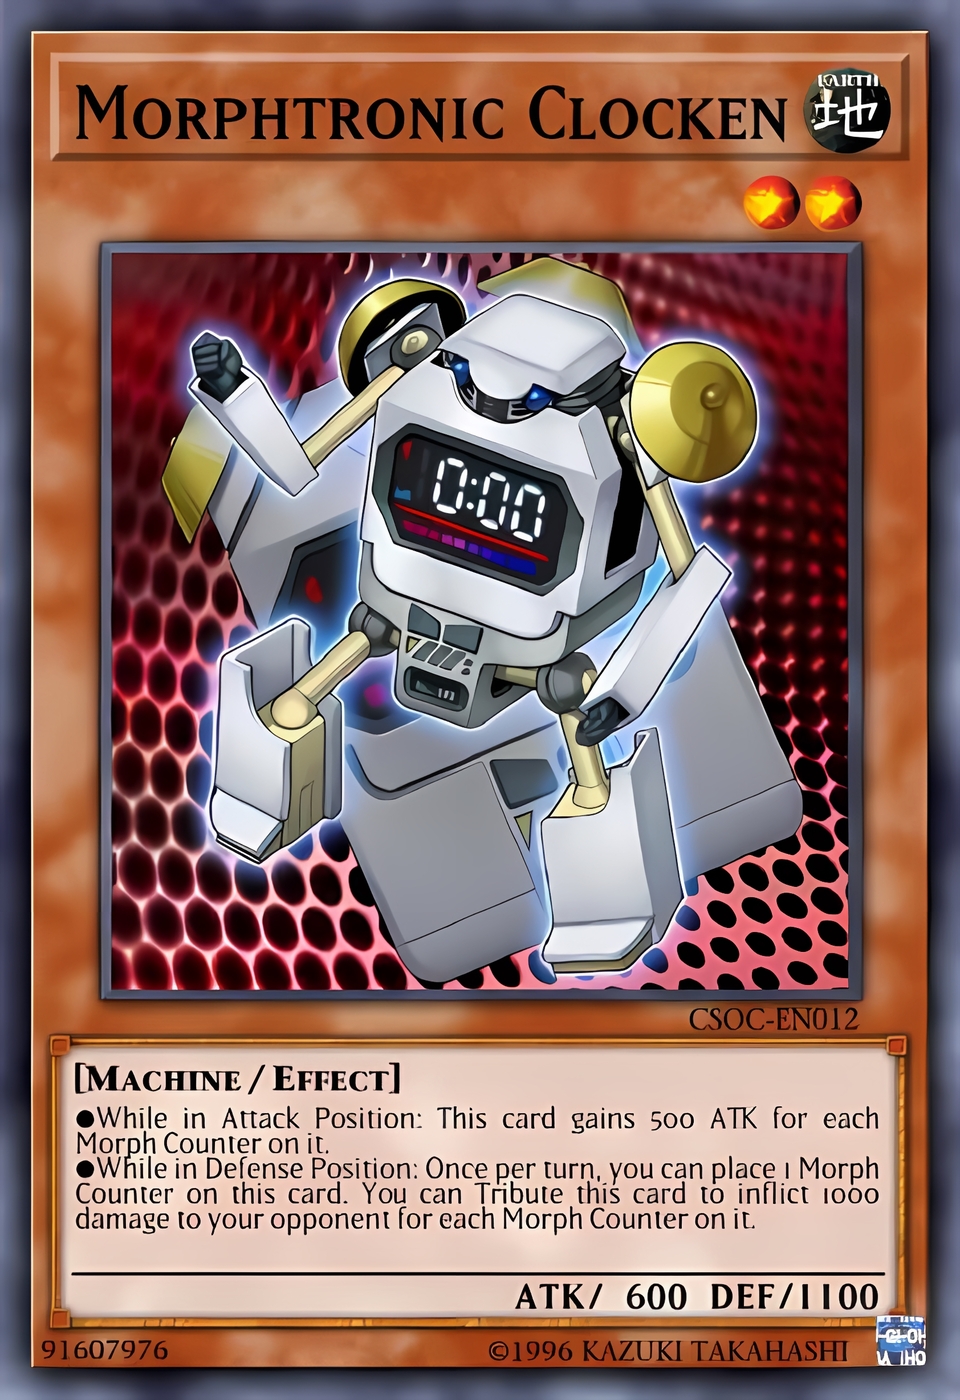 MORPHTRONIC CLOCKEN
EARTH
地
0:00
CSOC-EN012
[MACHINE / EFFECT]
●While in Attack Position: This card gains 500 ATK for each
Morph Counter on it.
●While in Defense Position: Once per turn, you can place 1 Morph
Counter on this card. You can Tribute this card to inflict 1000
damage to your opponent for each Morph Counter on it.
ATK/ 600 DEF/1100
91607976
©1996 KAZUKI TAKAHASHI